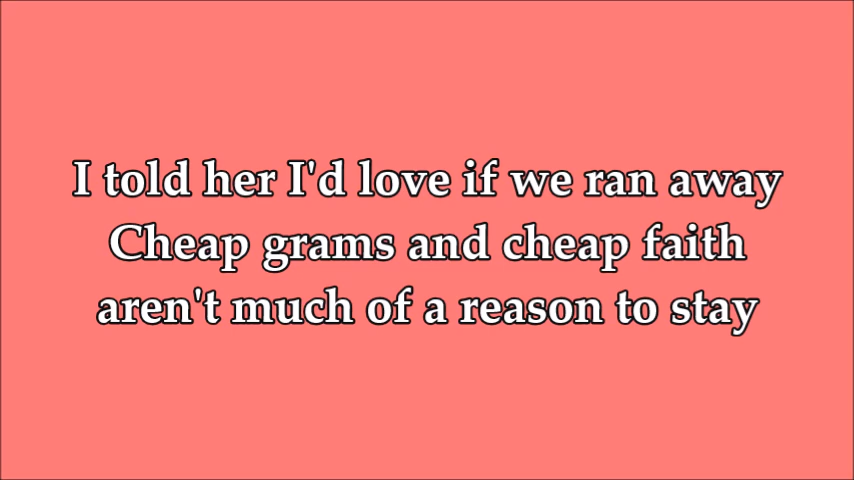 I told her I'd love if we ran away
Cheap grams and cheap faith
aren't much of a reason to stay